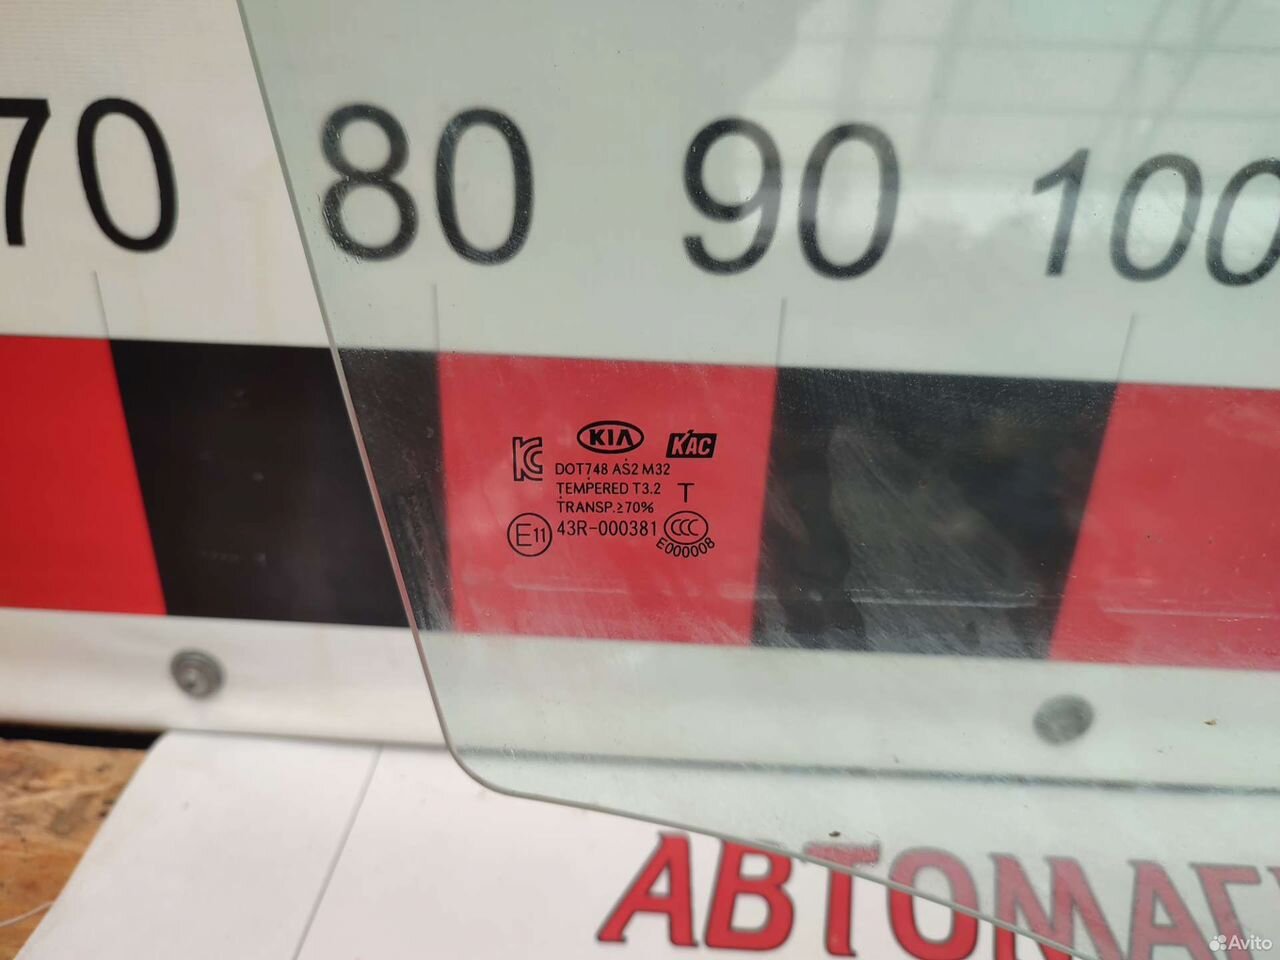 70 80 90 100
KIA KAC
DOT748 AS2 M32
TEMPERED T3.2 T
TRANSP.≥70%
E11 43R-000381 CCC
E000008
АВТОМАГ
Avito